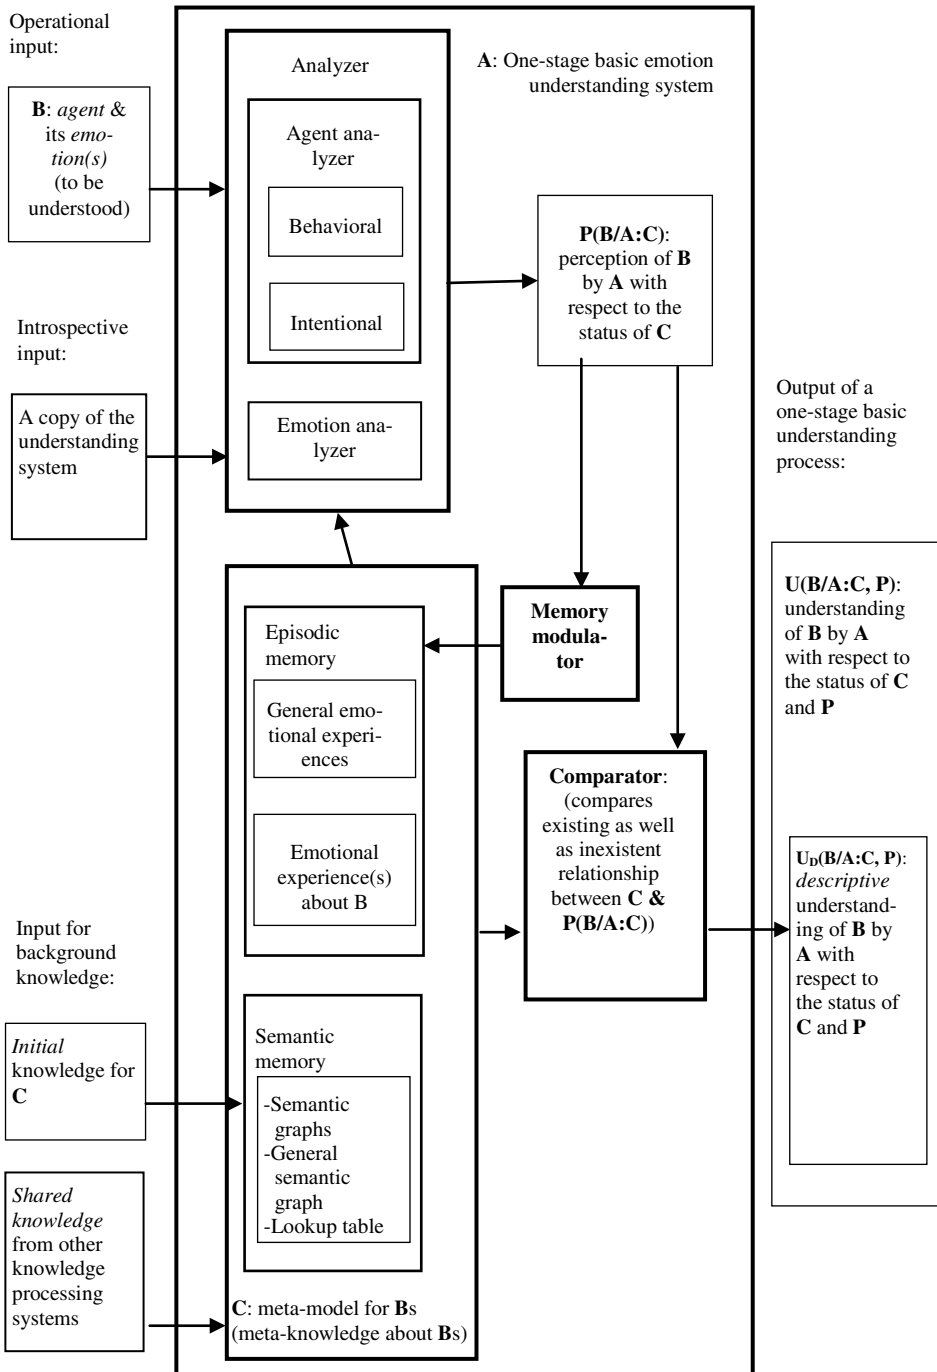 Operational
input:
B: agent &
its emo-
tion(s)
(to be
understood)
Introspective
input:
A copy of the
understanding
system
Input for
background
knowledge:
Initial
knowledge for
C
Shared
knowledge
from other
knowledge
processing
systems
Analyzer
Agent ana-
lyzer
Behavioral
Intentional
Emotion ana-
lyzer
A: One-stage basic emotion
understanding system
P(B/A:C):
perception of B
by A with
respect to the
status of C
Memory
modula-
tor
Episodic
memory
General emo-
tional experi-
ences
Emotional
experience(s)
about B
Semantic
memory
-Semantic
graphs
-General
semantic
graph
-Lookup table
C: meta-model for Bs
(meta-knowledge about Bs)
Comparator:
(compares
existing as well
as inexistent
relationship
between C &
P(B/A:C))
Output of a
one-stage basic
understanding
process:
U(B/A:C, P):
understanding
of B by A
with respect to
the status of C
and P
UD(B/A:C, P):
descriptive
understand-
ing of B by
A with
respect to
the status of
C and P